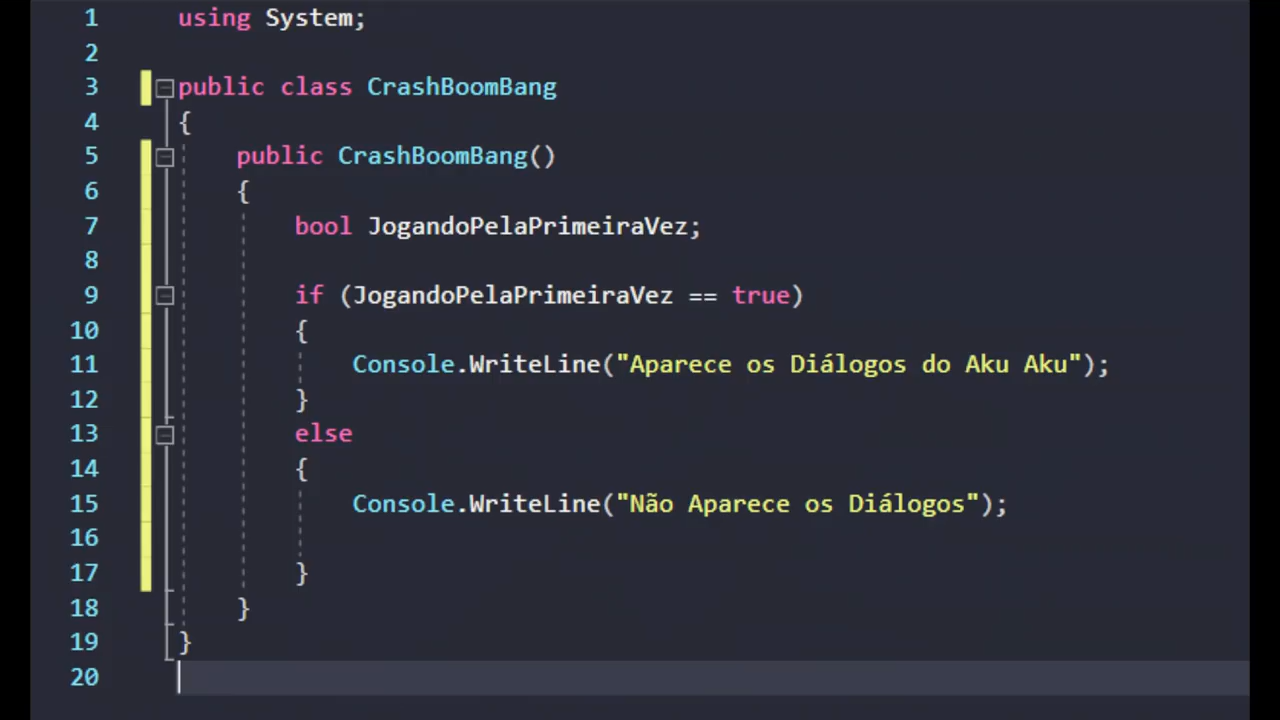 1 using System;
2
3 public class CrashBoomBang
4 {
5 public CrashBoomBang()
6 {
7 bool JogandoPelaPrimeiraVez;
8
9 if (JogandoPelaPrimeiraVez == true)
10 {
11 Console.WriteLine("Aparece os Diálogos do Aku Aku");
12 }
13 else
14 {
15 Console.WriteLine("Não Aparece os Diálogos");
16
17 }
18 }
19 }
20